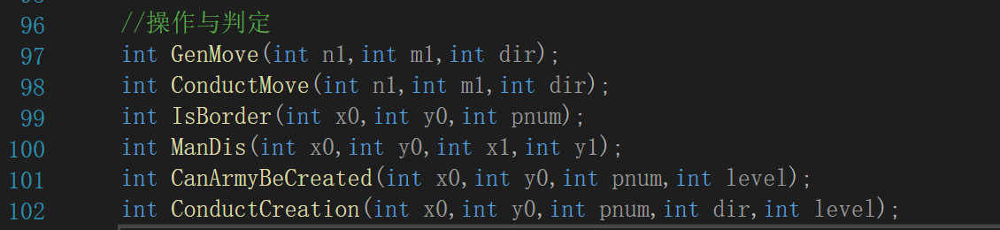 96 //操作与判定
97 int GenMove(int n1,int m1,int dir);
98 int ConductMove(int n1,int m1,int dir);
99 int IsBorder(int x0,int y0,int pnum);
100 int ManDis(int x0,int y0,int x1,int y1);
101 int CanArmyBeCreated(int x0,int y0,int pnum,int level);
102 int ConductCreation(int x0,int y0,int pnum,int dir,int level);